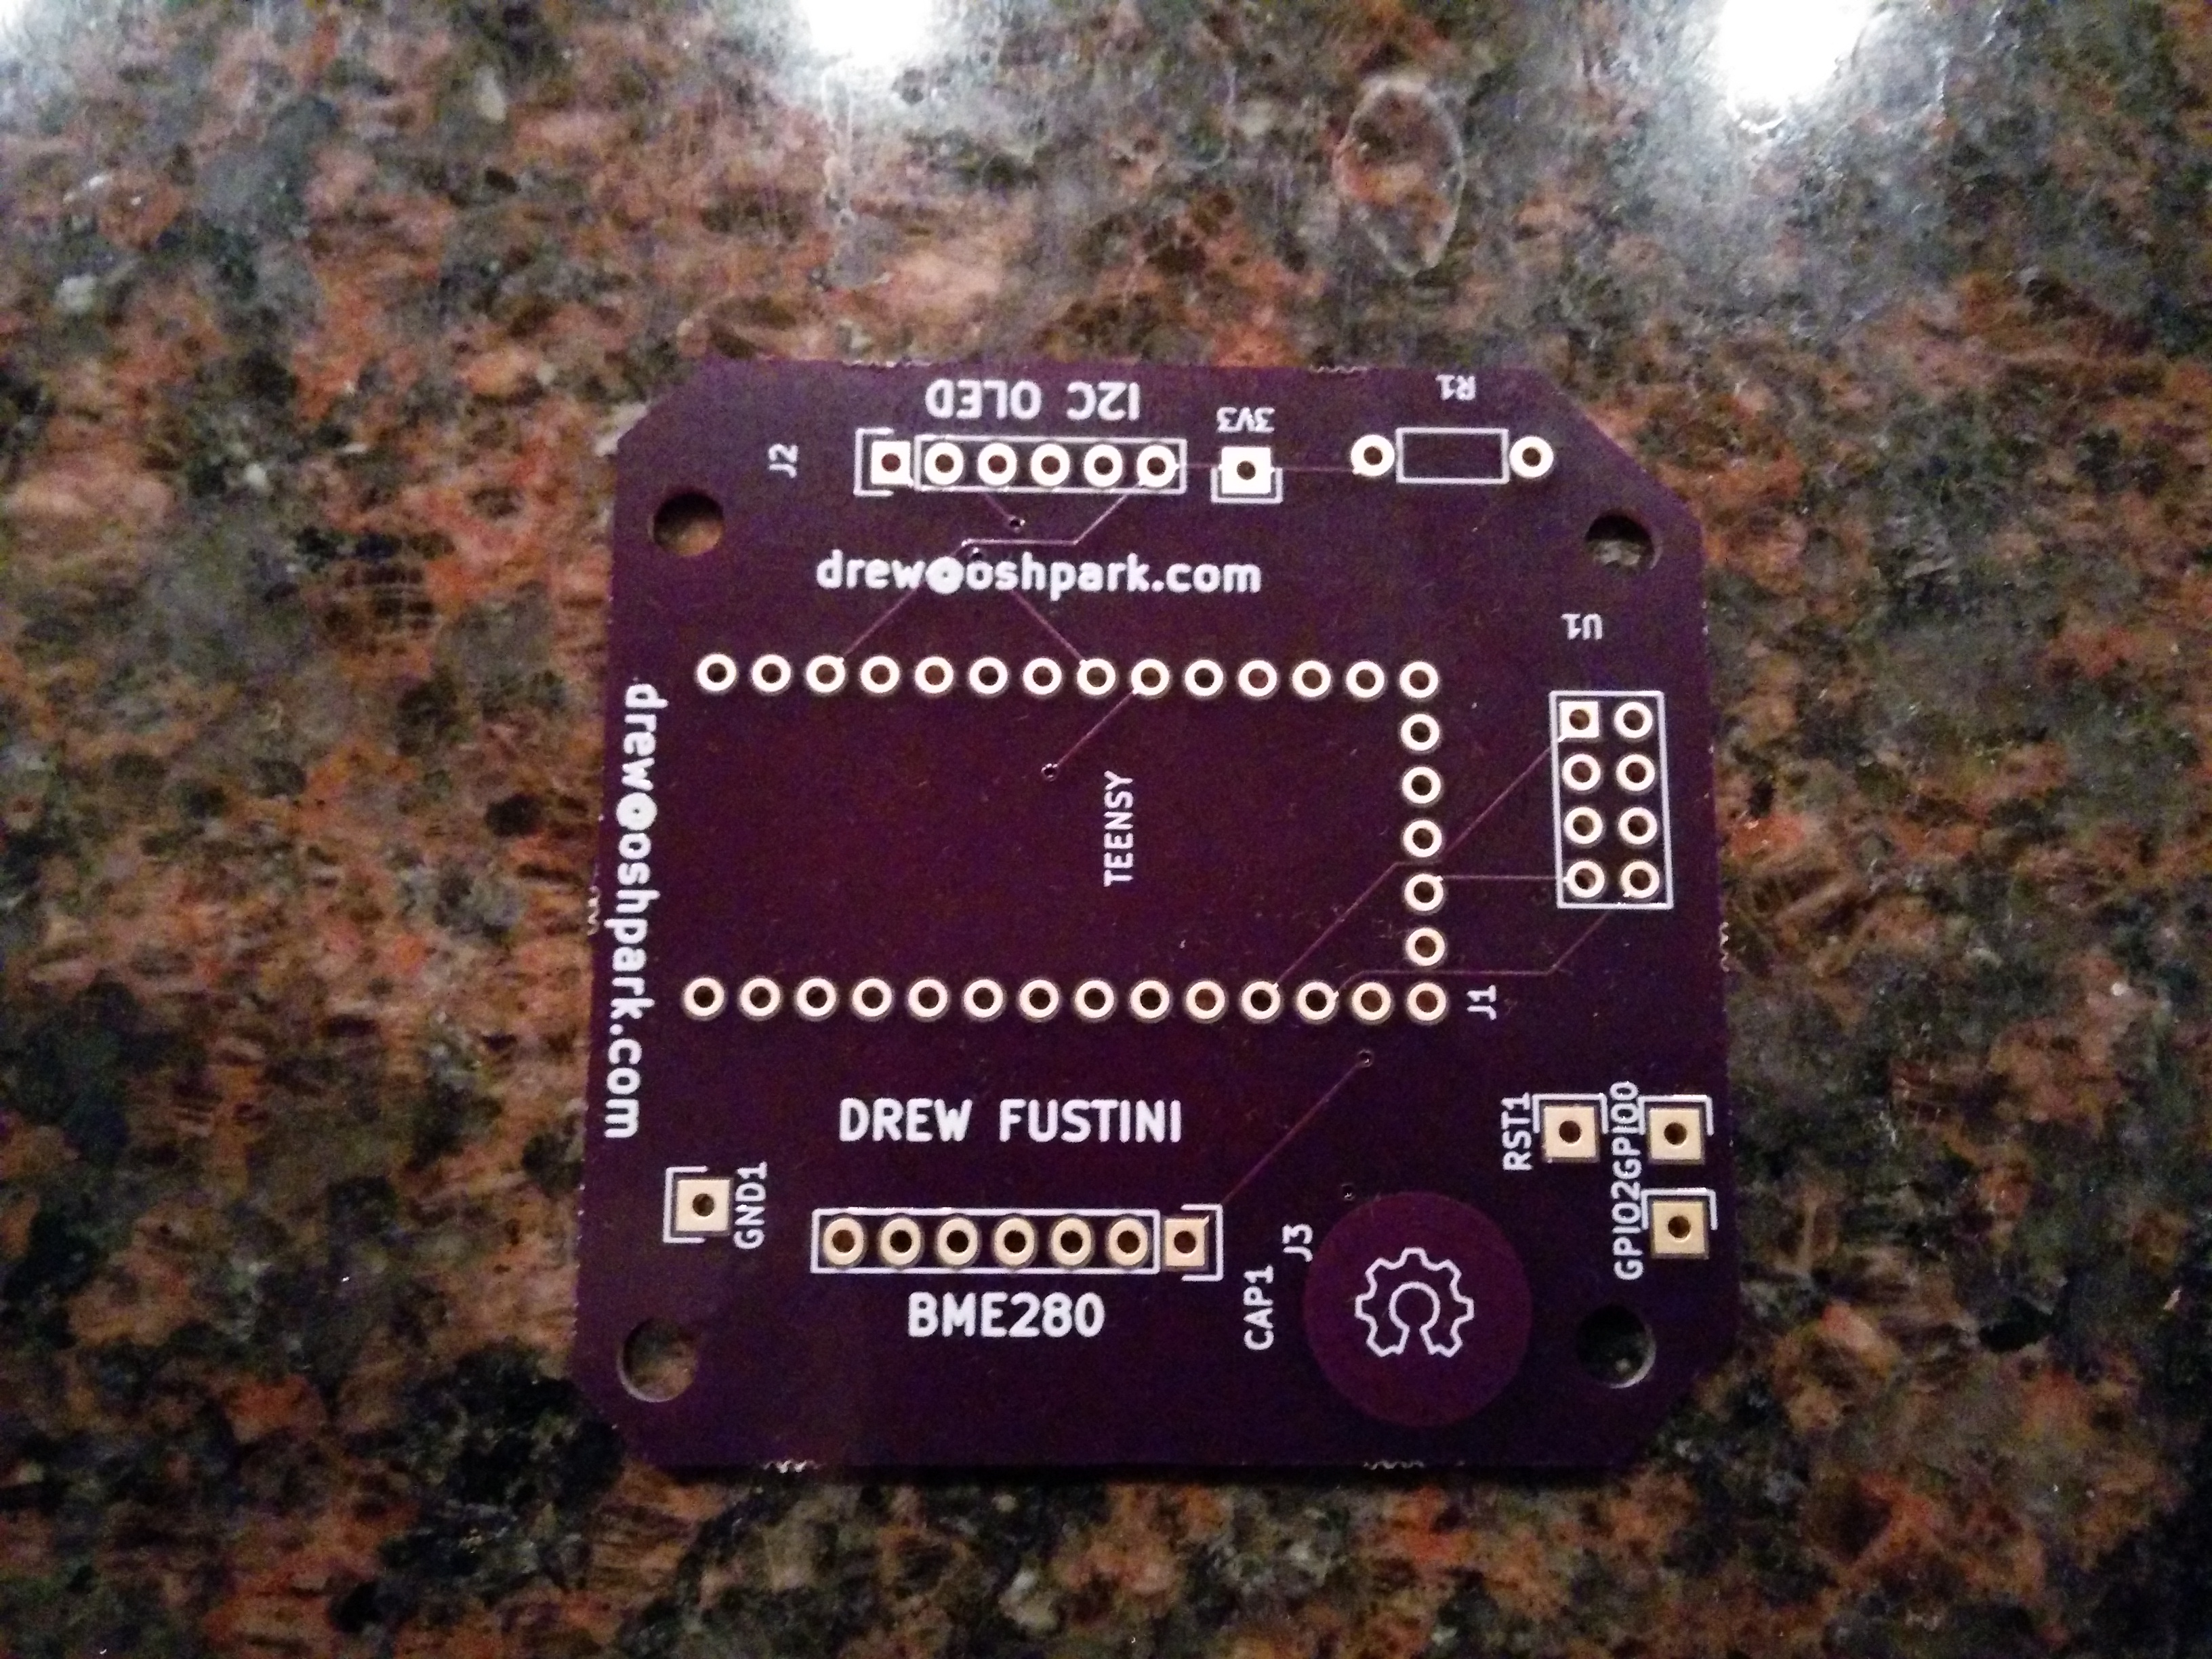 I2C OLED
R1
3V3
J2
drew@oshpark.com
U1
drew@oshpark.com
TEENSY
J1
DREW FUSTINI
RST1
GPIO0
GND1
GPIO2
J3
CAP1
BME280